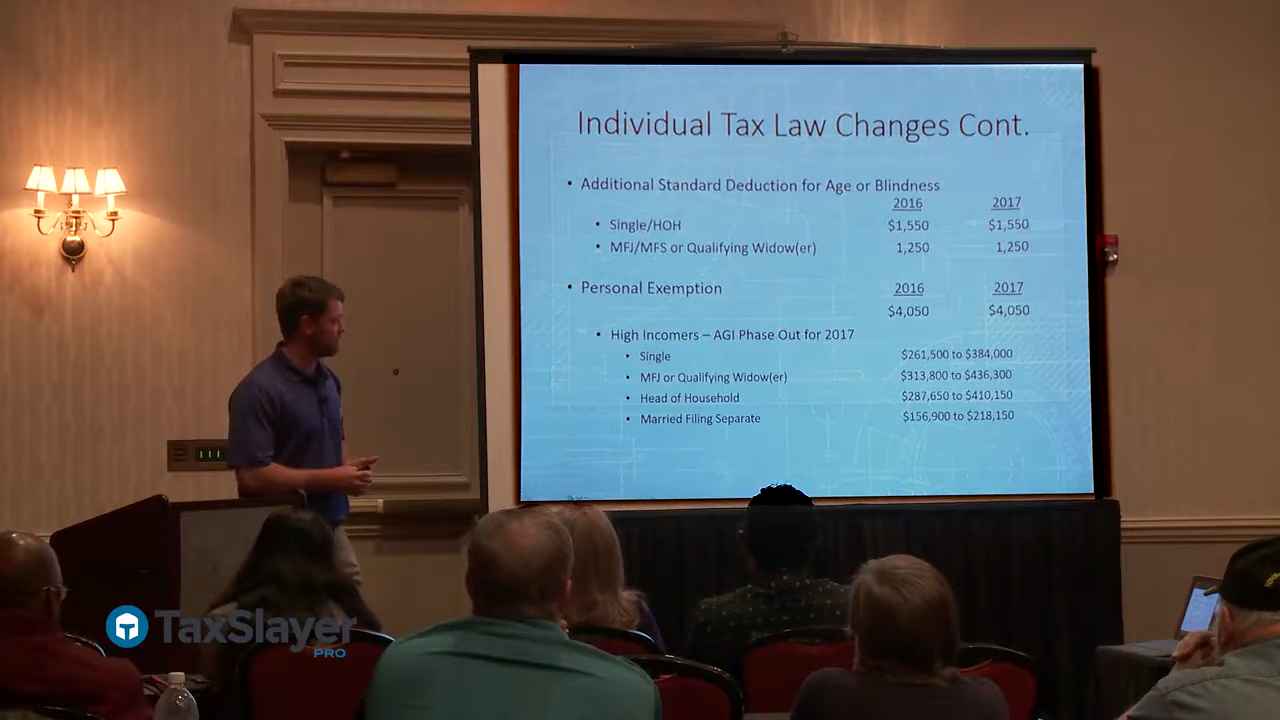 Individual Tax Law Changes Cont.
• Additional Standard Deduction for Age or Blindness
2016 2017
• Single/HOH $1,550 $1,550
• MFJ/MFS or Qualifying Widow(er) 1,250 1,250
• Personal Exemption 2016 2017
$4,050 $4,050
• High Incomers – AGI Phase Out for 2017
• Single $261,500 to $384,000
• MFJ or Qualifying Widow(er) $313,800 to $436,300
• Head of Household $287,650 to $410,150
• Married Filing Separate $156,900 to $218,150
TaxSlayer
PRO